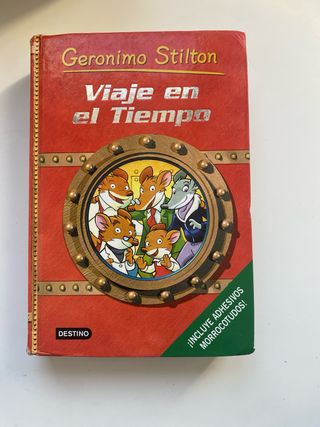 Geronimo Stilton
Viaje en
el Tiempo
DESTINO
¡INCLUYE ADHESIVOS
MORROCOTUDOS!